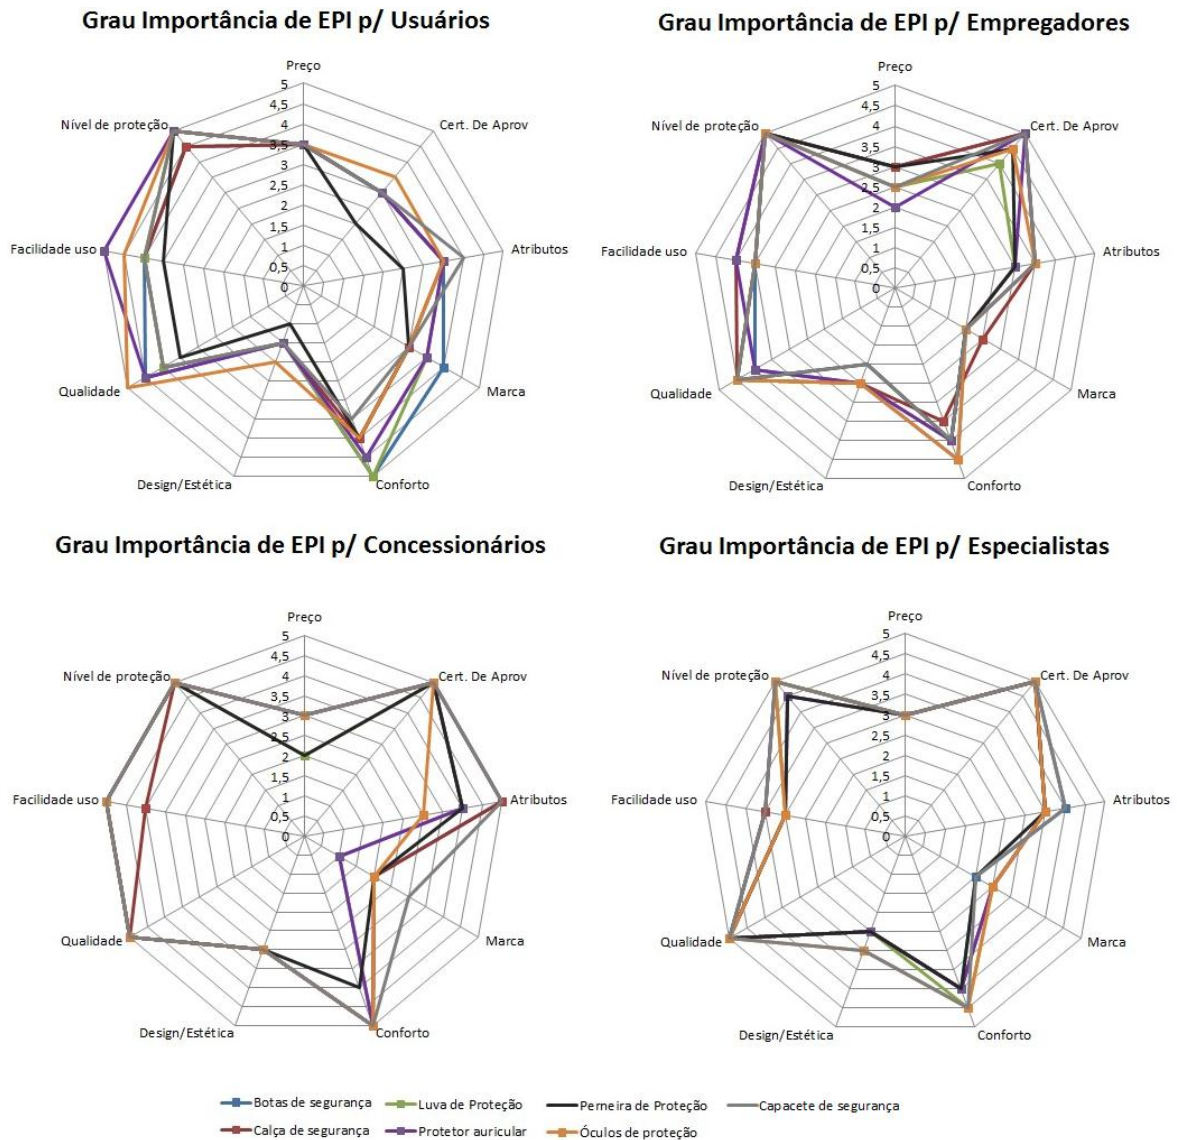 Grau Importância de EPI p/ Usuários
Preço
5
4,5
4
3,5
3
2,5
2
1,5
1
0,5
0
Cert. De Aprov
Atributos
Marca
Conforto
Design/Estética
Qualidade
Facilidade uso
Nível de proteção
Grau Importância de EPI p/ Empregadores
Preço
5
4,5
4
3,5
3
2,5
2
1,5
1
0,5
0
Cert. De Aprov
Atributos
Marca
Conforto
Design/Estética
Qualidade
Facilidade uso
Nível de proteção
Grau Importância de EPI p/ Concessionários
Preço
5
4,5
4
3,5
3
2,5
2
1,5
1
0,5
0
Cert. De Aprov
Atributos
Marca
Conforto
Design/Estética
Qualidade
Facilidade uso
Nível de proteção
Grau Importância de EPI p/ Especialistas
Preço
5
4,5
4
3,5
3
2,5
2
1,5
1
0,5
0
Cert. De Aprov
Atributos
Marca
Conforto
Design/Estética
Qualidade
Facilidade uso
Nível de proteção
Botas de segurança
Luva de Proteção
Perneira de Proteção
Capacete de segurança
Calça de segurança
Protetor auricular
Óculos de proteção